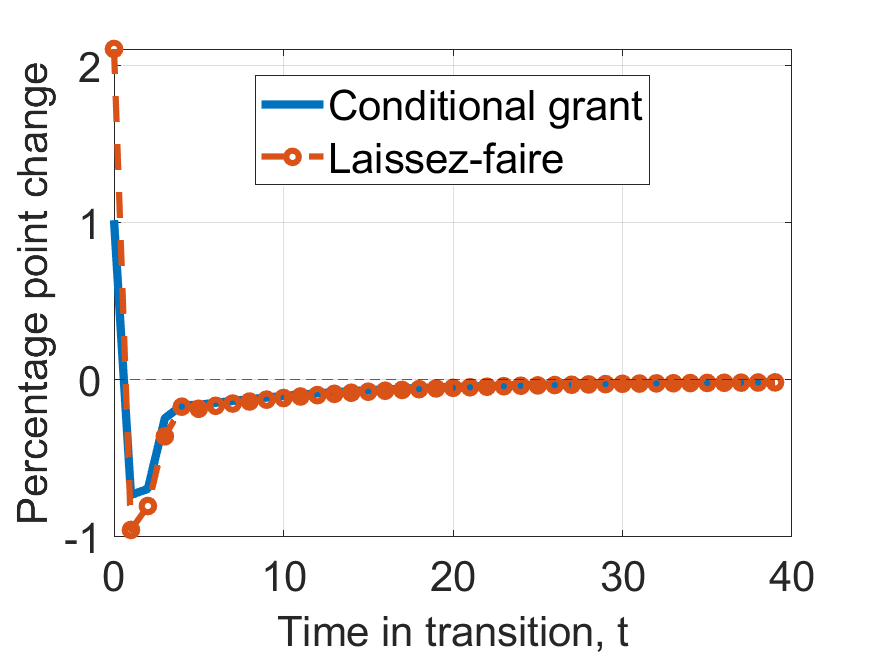 2
1
0
-1
Percentage point change
Conditional grant
Laissez-faire
0 10 20 30 40
Time in transition, t